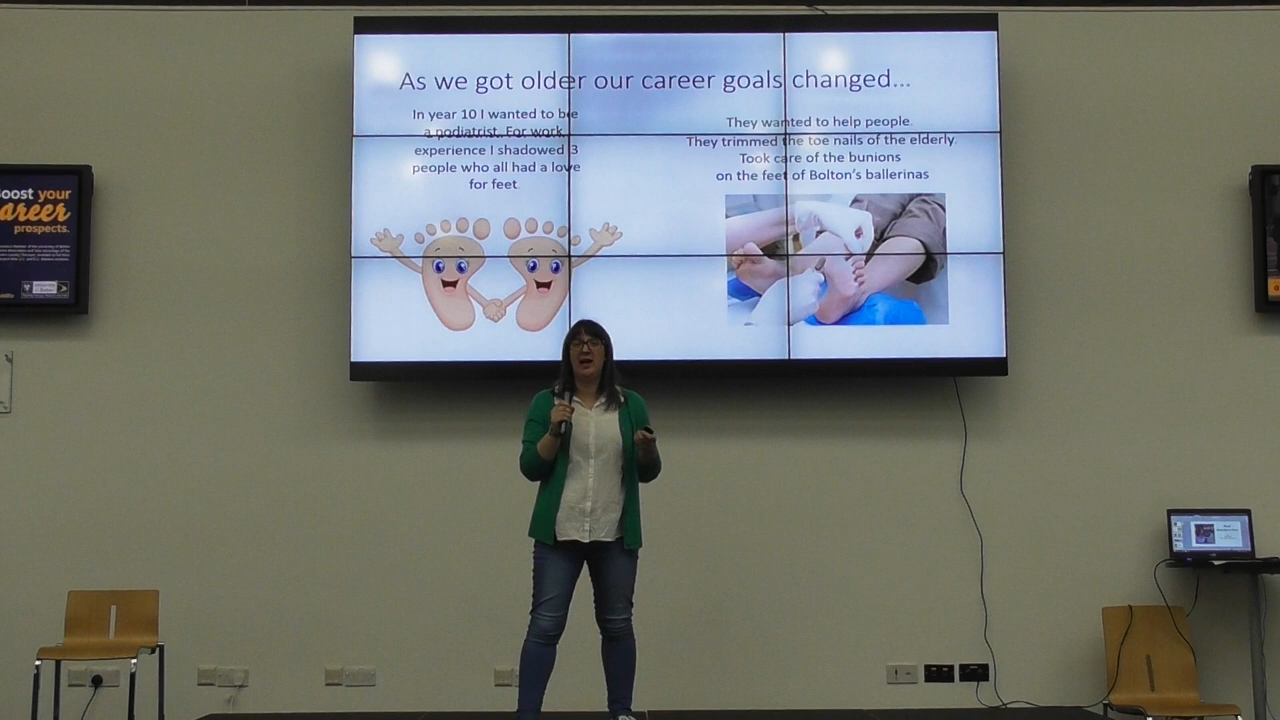 As we got older our career goals changed...
In year 10 I wanted to be
a podiatrist. For work
experience I shadowed 3
people who all had a love
for feet
They wanted to help people.
They trimmed the toe nails of the elderly.
Took care of the bunions
on the feet of Bolton's ballerinas
oost your
areer
prospects.